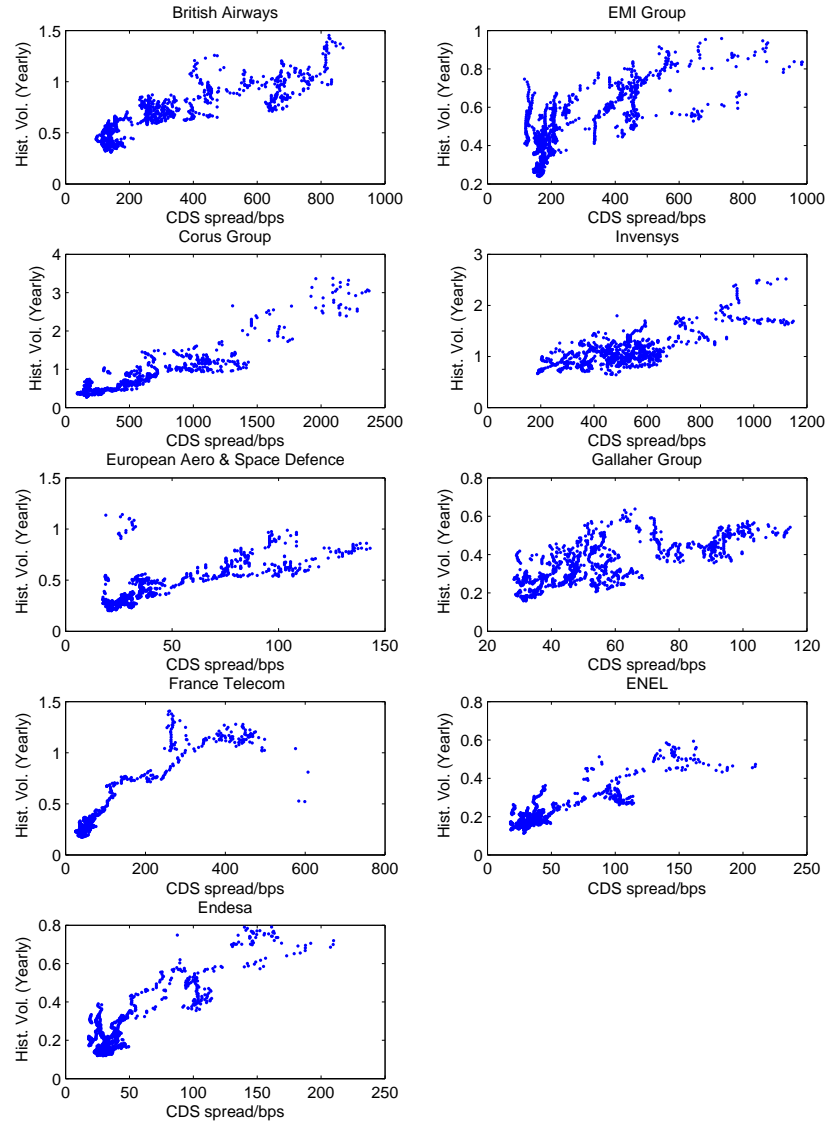 British Airways
1.5
1
0.5
0
Hist. Vol. (Yearly)
0 200 400 600 800 1000
CDS spread/bps
EMI Group
1
0.8
0.6
0.4
0.2
Hist. Vol. (Yearly)
0 200 400 600 800 1000
CDS spread/bps
Corus Group
4
3
2
1
0
Hist. Vol. (Yearly)
0 500 1000 1500 2000 2500
CDS spread/bps
Invensys
3
2
1
0
Hist. Vol. (Yearly)
0 200 400 600 800 1000 1200
CDS spread/bps
European Aero & Space Defence
1.5
1
0.5
0
Hist. Vol. (Yearly)
0 50 100 150
CDS spread/bps
Gallaher Group
0.8
0.6
0.4
0.2
0
Hist. Vol. (Yearly)
20 40 60 80 100 120
CDS spread/bps
France Telecom
1.5
1
0.5
0
Hist. Vol. (Yearly)
0 200 400 600 800
CDS spread/bps
ENEL
0.8
0.6
0.4
0.2
0
Hist. Vol. (Yearly)
0 50 100 150 200 250
CDS spread/bps
Endesa
0.8
0.6
0.4
0.2
0
Hist. Vol. (Yearly)
0 50 100 150 200 250
CDS spread/bps